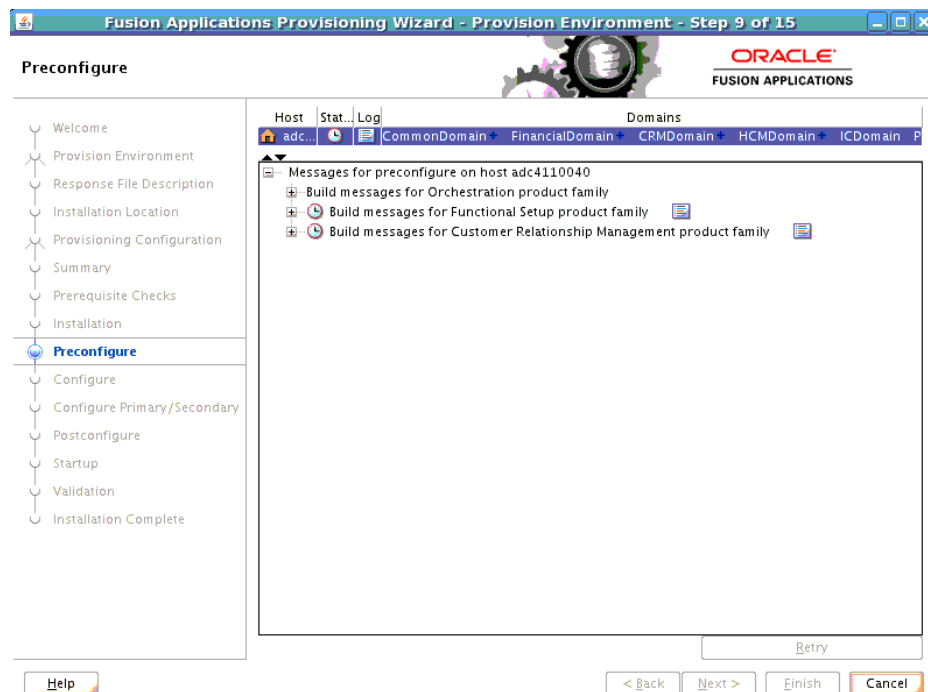 Fusion Applications Provisioning Wizard - Provision Environment - Step 9 of 15
Preconfigure
ORACLE
FUSION APPLICATIONS
Welcome
Provision Environment
Response File Description
Installation Location
Provisioning Configuration
Summary
Prerequisite Checks
Installation
Preconfigure
Configure
Configure Primary/Secondary
Postconfigure
Startup
Validation
Installation Complete
Host Stat... Log Domains
adc... CommonDomain+ FinancialDomain+ CRMDomain+ HCMDomain+ ICDomain P
Messages for preconfigure on host adc4110040
Build messages for Orchestration product family
Build messages for Functional Setup product family
Build messages for Customer Relationship Management product family
Retry
Help < Back Next > Finish Cancel